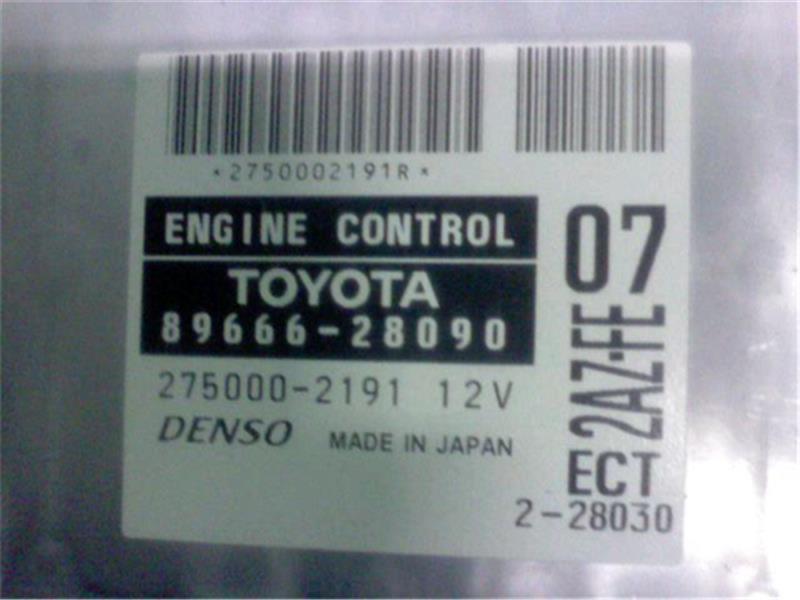 *2750002191R*
ENGINE CONTROL
TOYOTA
89666-28090
275000-2191 12V
DENSO MADE IN JAPAN
07
2AZ-FE
ECT
2-28030